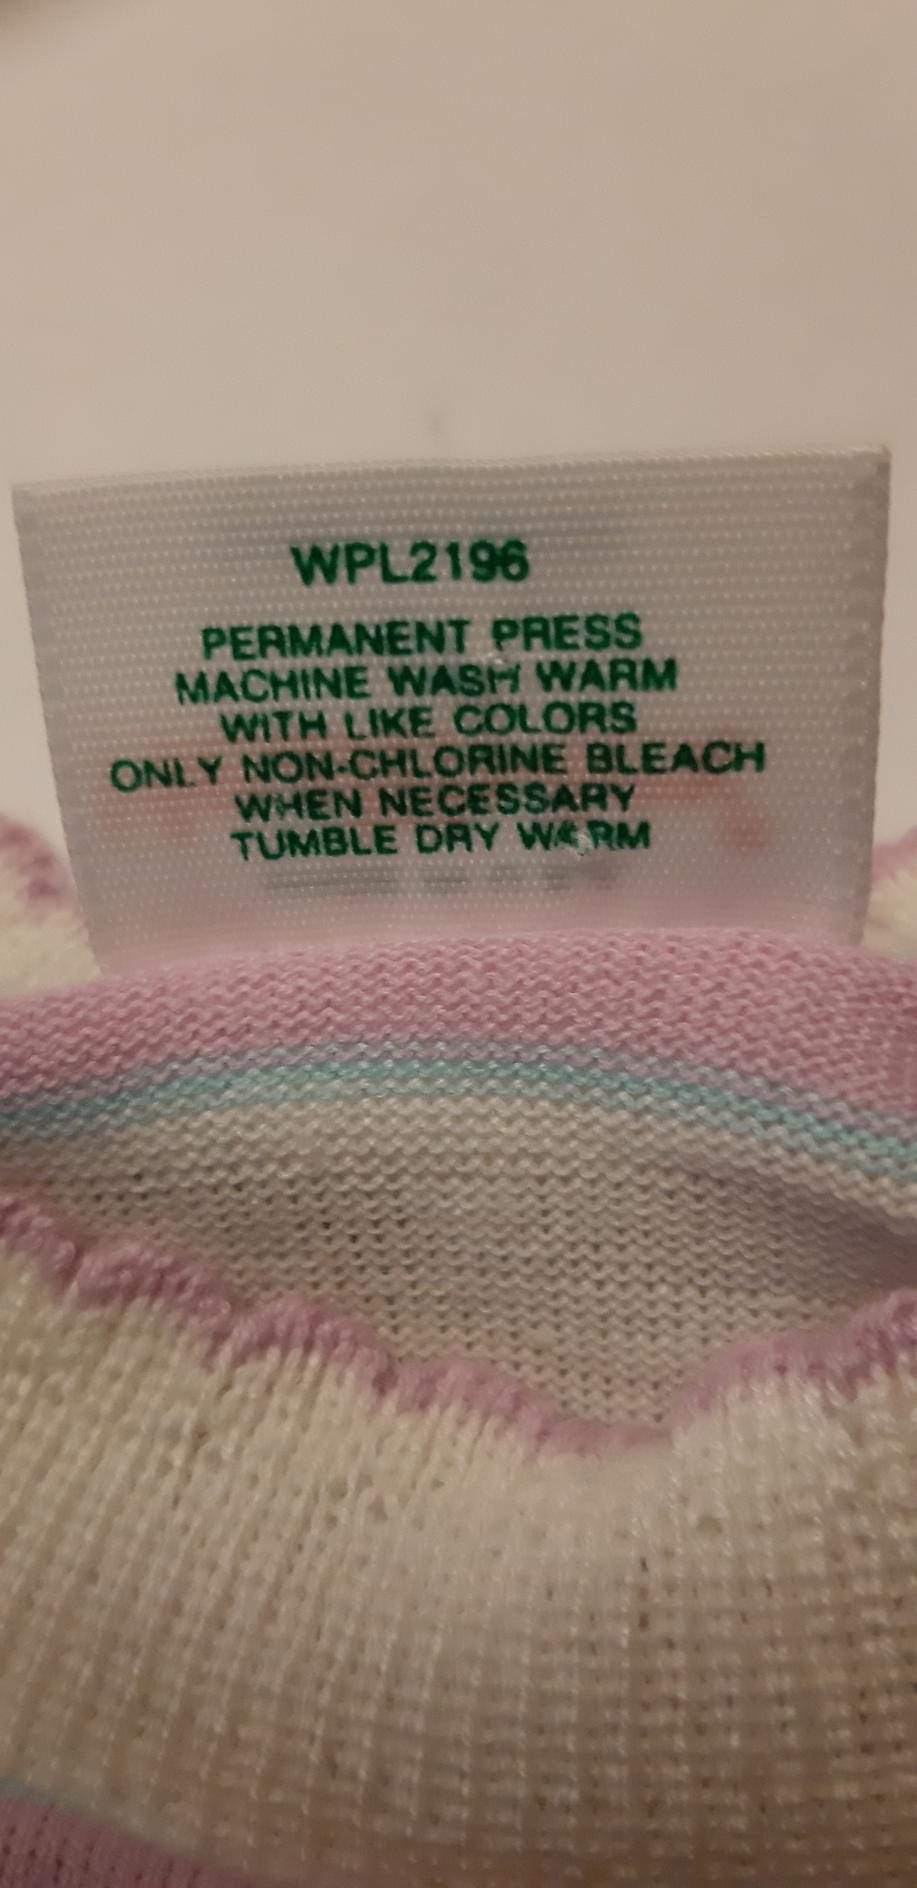 WPL2196
PERMANENT PRESS
MACHINE WASH WARM
WITH LIKE COLORS
ONLY NON-CHLORINE BLEACH
WHEN NECESSARY
TUMBLE DRY WARM